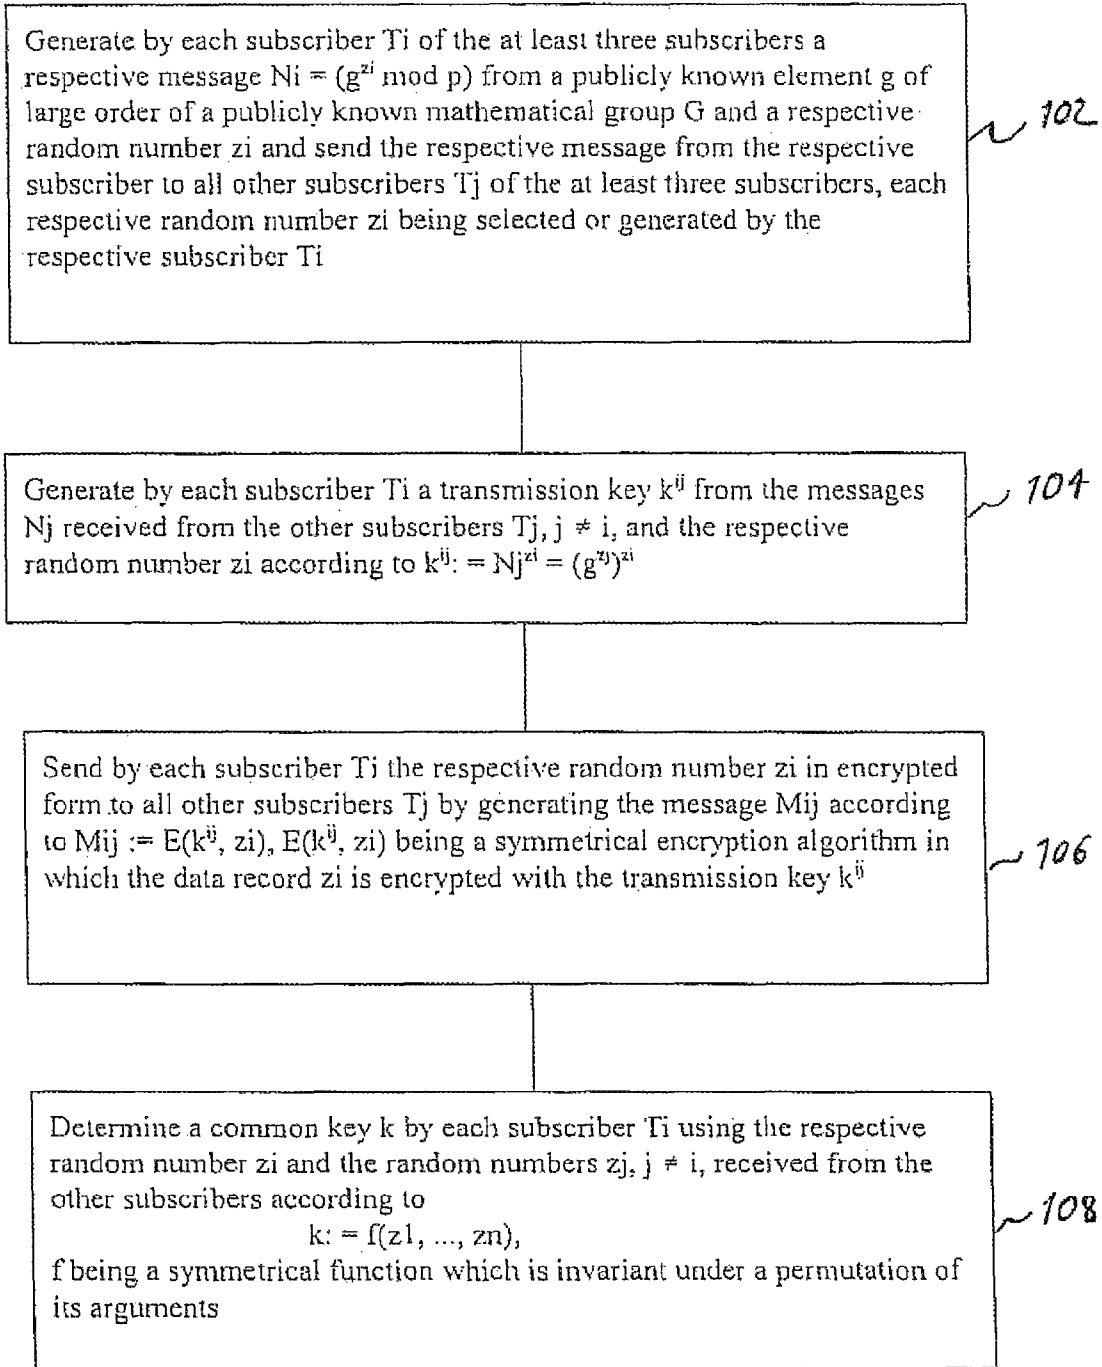 Generate by each subscriber Ti of the at least three subscribers a
respective message Ni = (g^zi mod p) from a publicly known element g of
large order of a publicly known mathematical group G and a respective
random number zi and send the respective message from the respective
subscriber to all other subscribers Tj of the at least three subscribers, each
respective random number zi being selected or generated by the
respective subscriber Ti
102
Generate by each subscriber Ti a transmission key k^ij from the messages
Nj received from the other subscribers Tj, j ≠ i, and the respective
random number zi according to k^ij: = Nj^zi = (g^zj)^zi
104
Send by each subscriber Ti the respective random number zi in encrypted
form to all other subscribers Tj by generating the message Mij according
to Mij := E(k^ij, zi), E(k^ij, zi) being a symmetrical encryption algorithm in
which the data record zi is encrypted with the transmission key k^ij
106
Determine a common key k by each subscriber Ti using the respective
random number zi and the random numbers zj, j ≠ i, received from the
other subscribers according to
k: = f(z1, ..., zn),
f being a symmetrical function which is invariant under a permutation of
its arguments
108